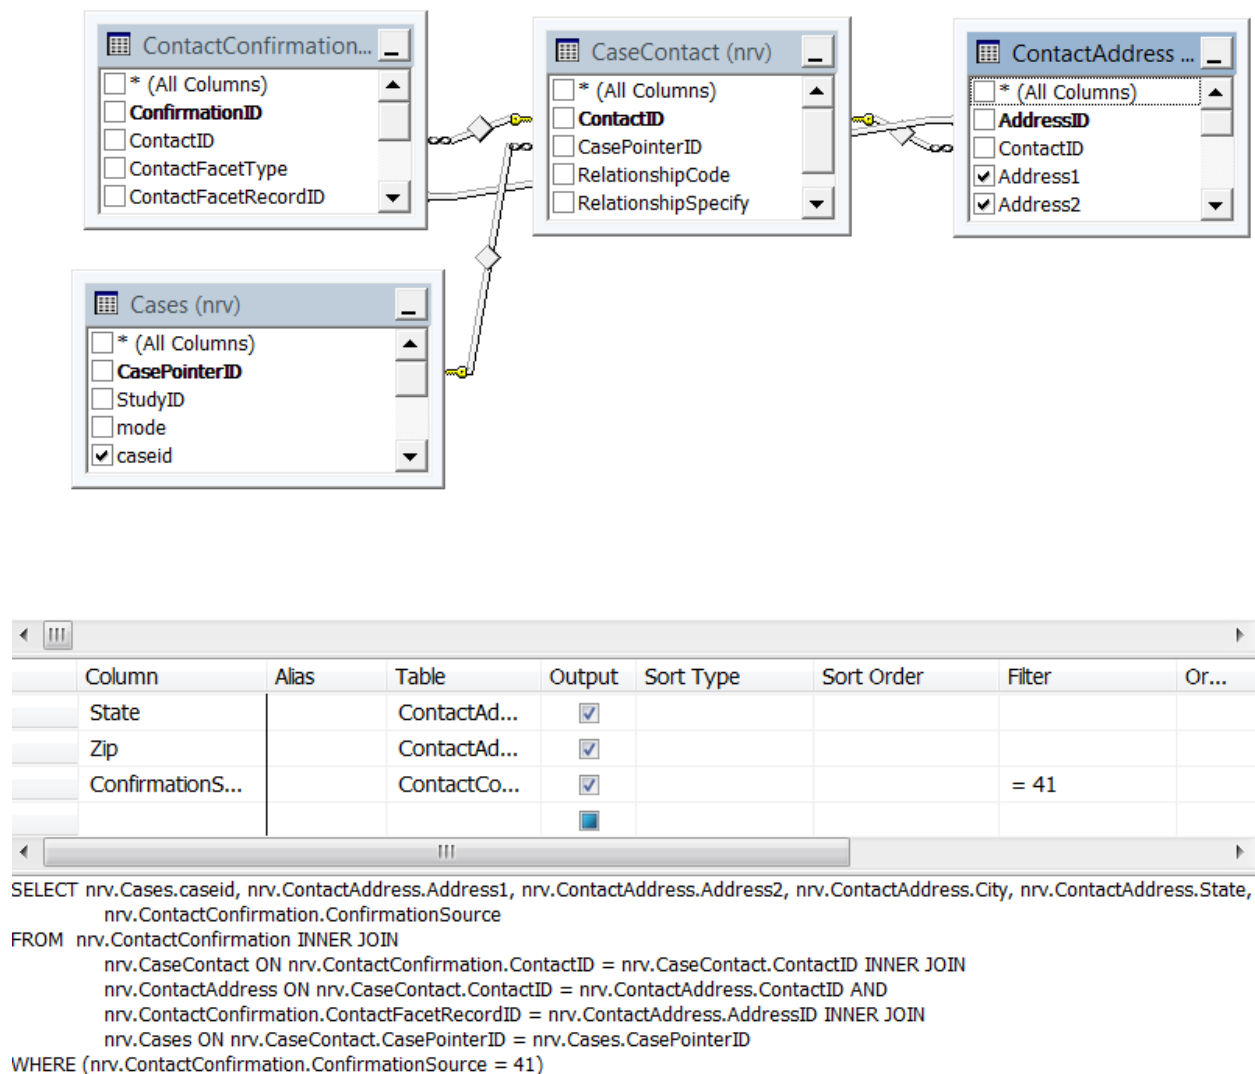 ContactConfirmation...
* (All Columns)
ConfirmationID
ContactID
ContactFacetType
ContactFacetRecordID
CaseContact (nrv)
* (All Columns)
ContactID
CasePointerID
RelationshipCode
RelationshipSpecify
ContactAddress ...
* (All Columns)
AddressID
ContactID
Address1
Address2
Cases (nrv)
* (All Columns)
CasePointerID
StudyID
mode
caseid
Column Alias Table Output Sort Type Sort Order Filter Or...
State ContactAd...
Zip ContactAd...
ConfirmationS... ContactCo... = 41
SELECT nrv.Cases.caseid, nrv.ContactAddress.Address1, nrv.ContactAddress.Address2, nrv.ContactAddress.City, nrv.ContactAddress.State,
nrv.ContactConfirmation.ConfirmationSource
FROM nrv.ContactConfirmation INNER JOIN
nrv.CaseContact ON nrv.ContactConfirmation.ContactID = nrv.CaseContact.ContactID INNER JOIN
nrv.ContactAddress ON nrv.CaseContact.ContactID = nrv.ContactAddress.ContactID AND
nrv.ContactConfirmation.ContactFacetRecordID = nrv.ContactAddress.AddressID INNER JOIN
nrv.Cases ON nrv.CaseContact.CasePointerID = nrv.Cases.CasePointerID
WHERE (nrv.ContactConfirmation.ConfirmationSource = 41)